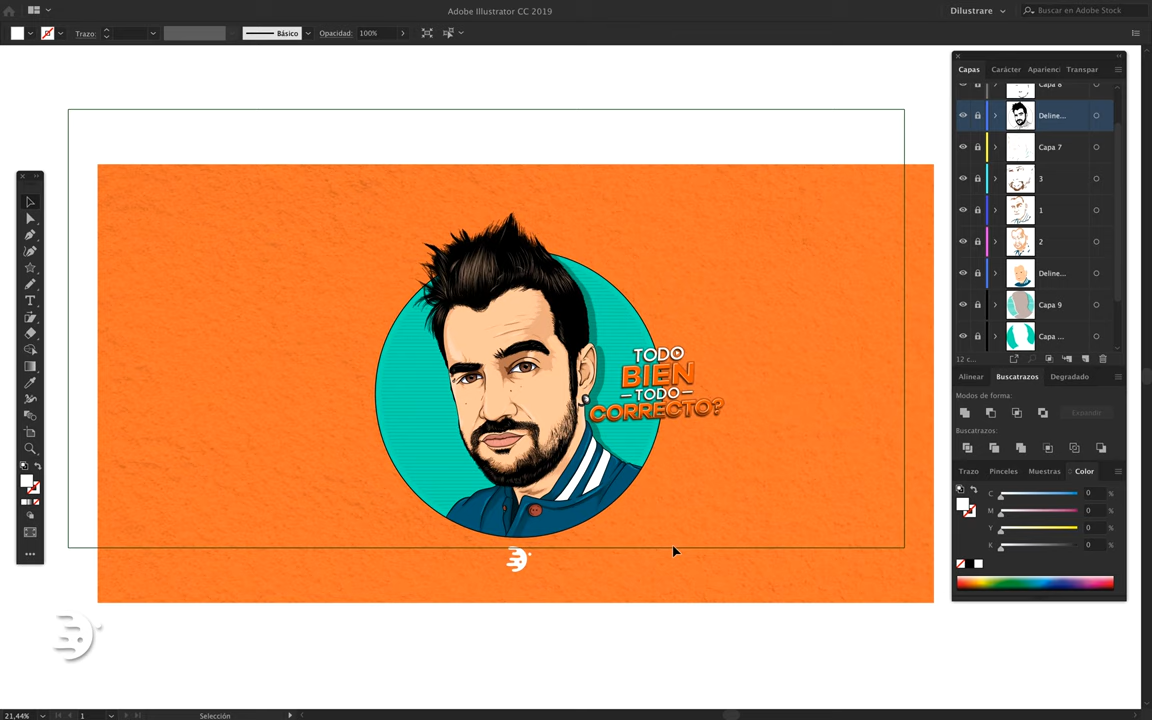 Adobe Illustrator CC 2019
Dilustrare
Buscar en Adobe Stock
Trazo:
Básico
Opacidad:
100%
Capas
Carácter
Aparienc
Transpar
Capa 8
Deline...
Capa 7
3
1
2
Deline...
Capa 9
Capa ...
12 c...
Alinear
Buscatrazos
Degradado
Modos de forma:
Expandir
Buscatrazos:
Trazo
Pinceles
Muestras
Color
C 0 %
M 0 %
Y 0 %
K 0 %
TODO
BIEN
—TODO—
CORRECTO?
21,44%
1
Selección